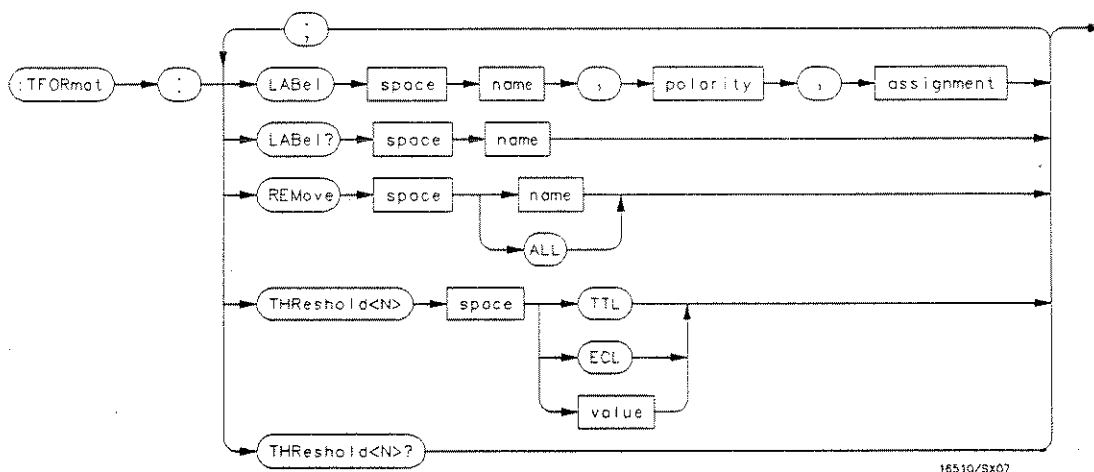 ;
:TFORmat : LABel space name , polarity , assignment
LABel? space name
REMove space name
ALL
THReshold<N> space TTL
ECL
value
THReshold<N>?
16510/SX07